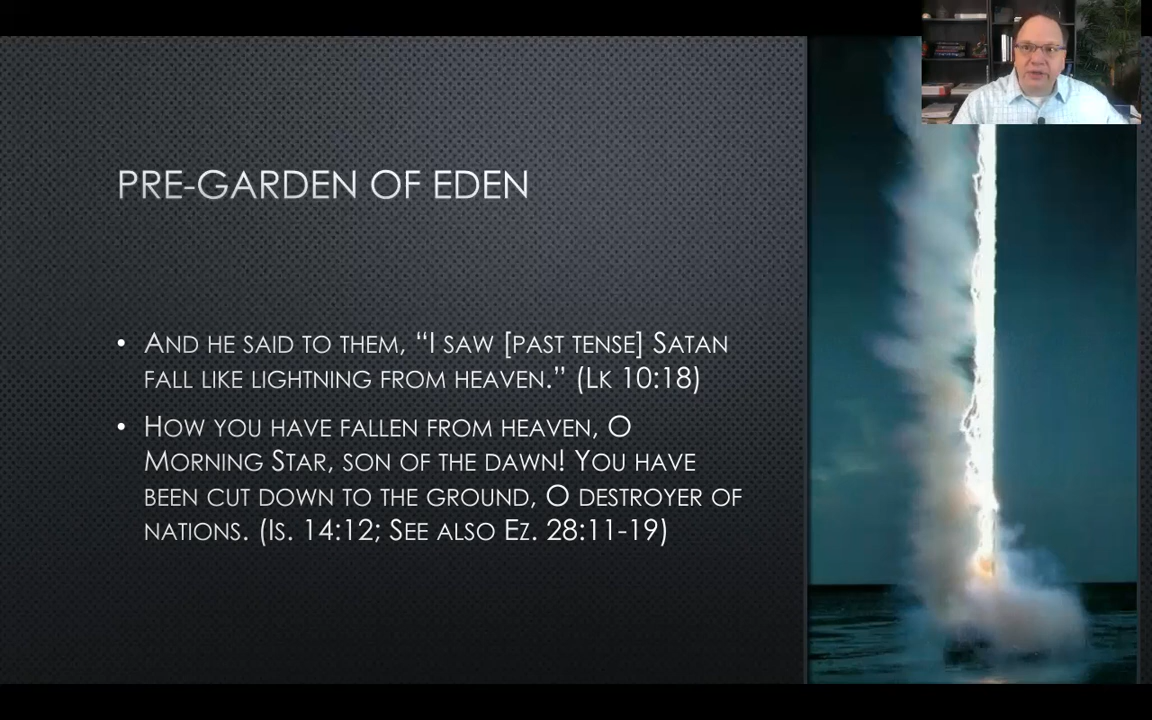 PRE-GARDEN OF EDEN
• AND HE SAID TO THEM, “I SAW [PAST TENSE] SATAN
FALL LIKE LIGHTNING FROM HEAVEN.” (LK 10:18)
• HOW YOU HAVE FALLEN FROM HEAVEN, O
MORNING STAR, SON OF THE DAWN! YOU HAVE
BEEN CUT DOWN TO THE GROUND, O DESTROYER OF
NATIONS. (IS. 14:12; SEE ALSO EZ. 28:11-19)